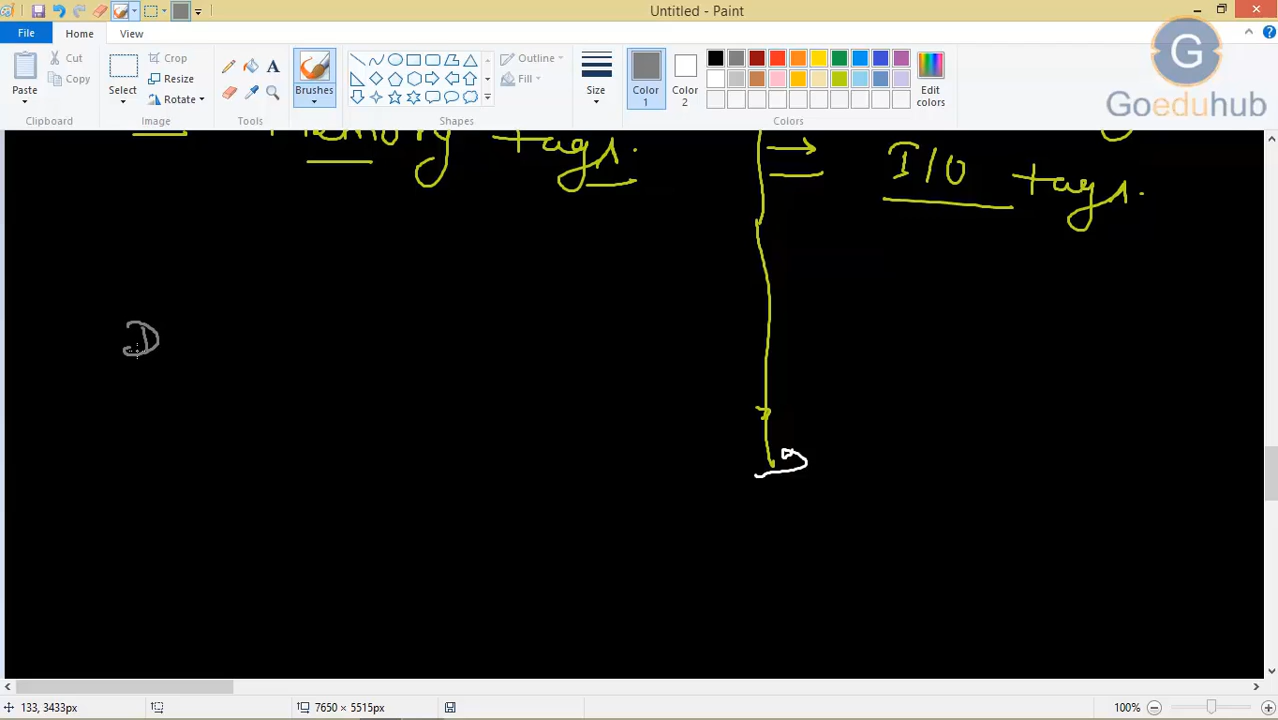 Untitled - Paint
File
Home
View
Paste
Cut
Copy
Clipboard
Select
Crop
Resize
Rotate
Image
A
Tools
Brushes
Outline
Fill
Shapes
Size
Color 1
Color 2
Edit colors
Colors
G
Goeduhub
Memory tags.
I/O tags.
D
133, 3433px
7650 × 5515px
100%